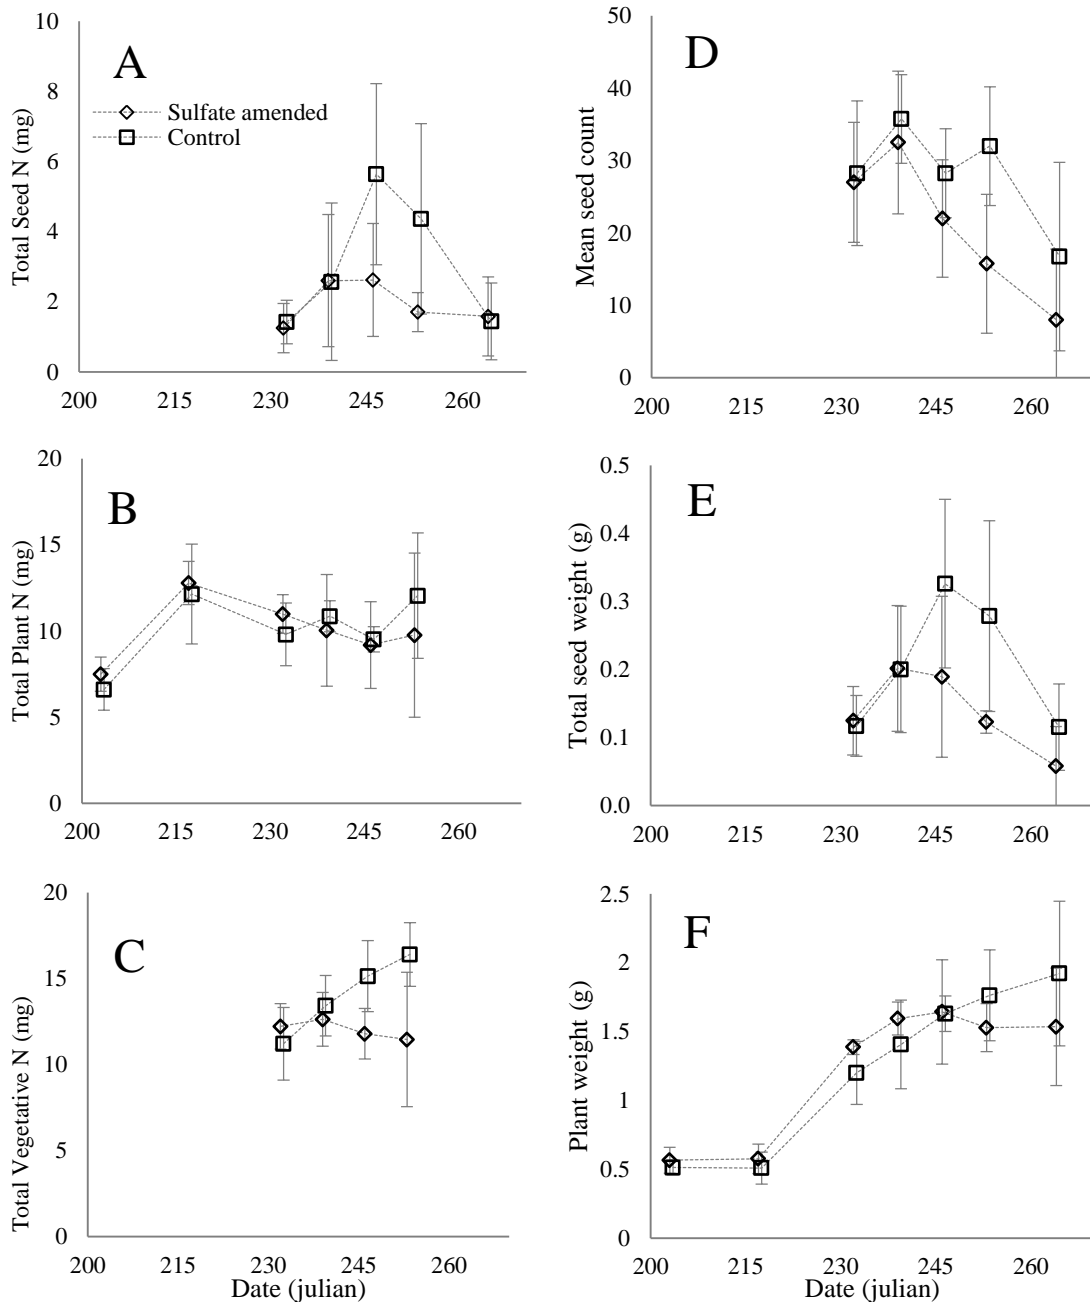 A
Total Seed N (mg)
10
8
6
4
2
0
Sulfate amended
Control
200 215 230 245 260
D
Mean seed count
50
40
30
20
10
0
200 215 230 245 260
B
Total Plant N (mg)
20
15
10
5
0
200 215 230 245 260
E
Total seed weight (g)
0.5
0.4
0.3
0.2
0.1
0.0
200 215 230 245 260
C
Total Vegetative N (mg)
20
15
10
5
0
200 215 230 245 260
Date (julian)
F
Plant weight (g)
2.5
2
1.5
1
0.5
0
200 215 230 245 260
Date (julian)